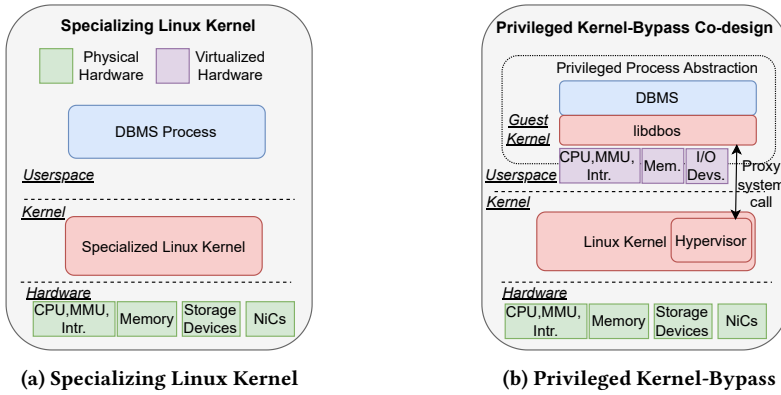 Specializing Linux Kernel
Physical
Hardware
Virtualized
Hardware
DBMS Process
Userspace
Kernel
Specialized Linux Kernel
Hardware
CPU,MMU,
Intr.
Memory
Storage
Devices
NiCs
(a) Specializing Linux Kernel
Privileged Kernel-Bypass Co-design
Privileged Process Abstraction
DBMS
Guest
Kernel
libdbos
CPU,MMU,
Intr.
Mem.
I/O
Devs.
Userspace
Proxy
system
call
Kernel
Linux Kernel
Hypervisor
Hardware
CPU,MMU,
Intr.
Memory
Storage
Devices
NiCs
(b) Privileged Kernel-Bypass